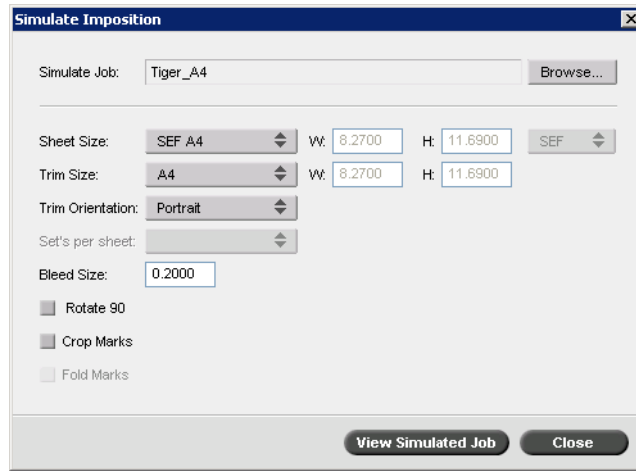 Simulate Imposition
Simulate Job: Tiger_A4 Browse...
Sheet Size: SEF A4 W: 8.2700 H: 11.6900 SEF
Trim Size: A4 W: 8.2700 H: 11.6900
Trim Orientation: Portrait
Set's per sheet:
Bleed Size: 0.2000
Rotate 90
Crop Marks
Fold Marks
View Simulated Job Close